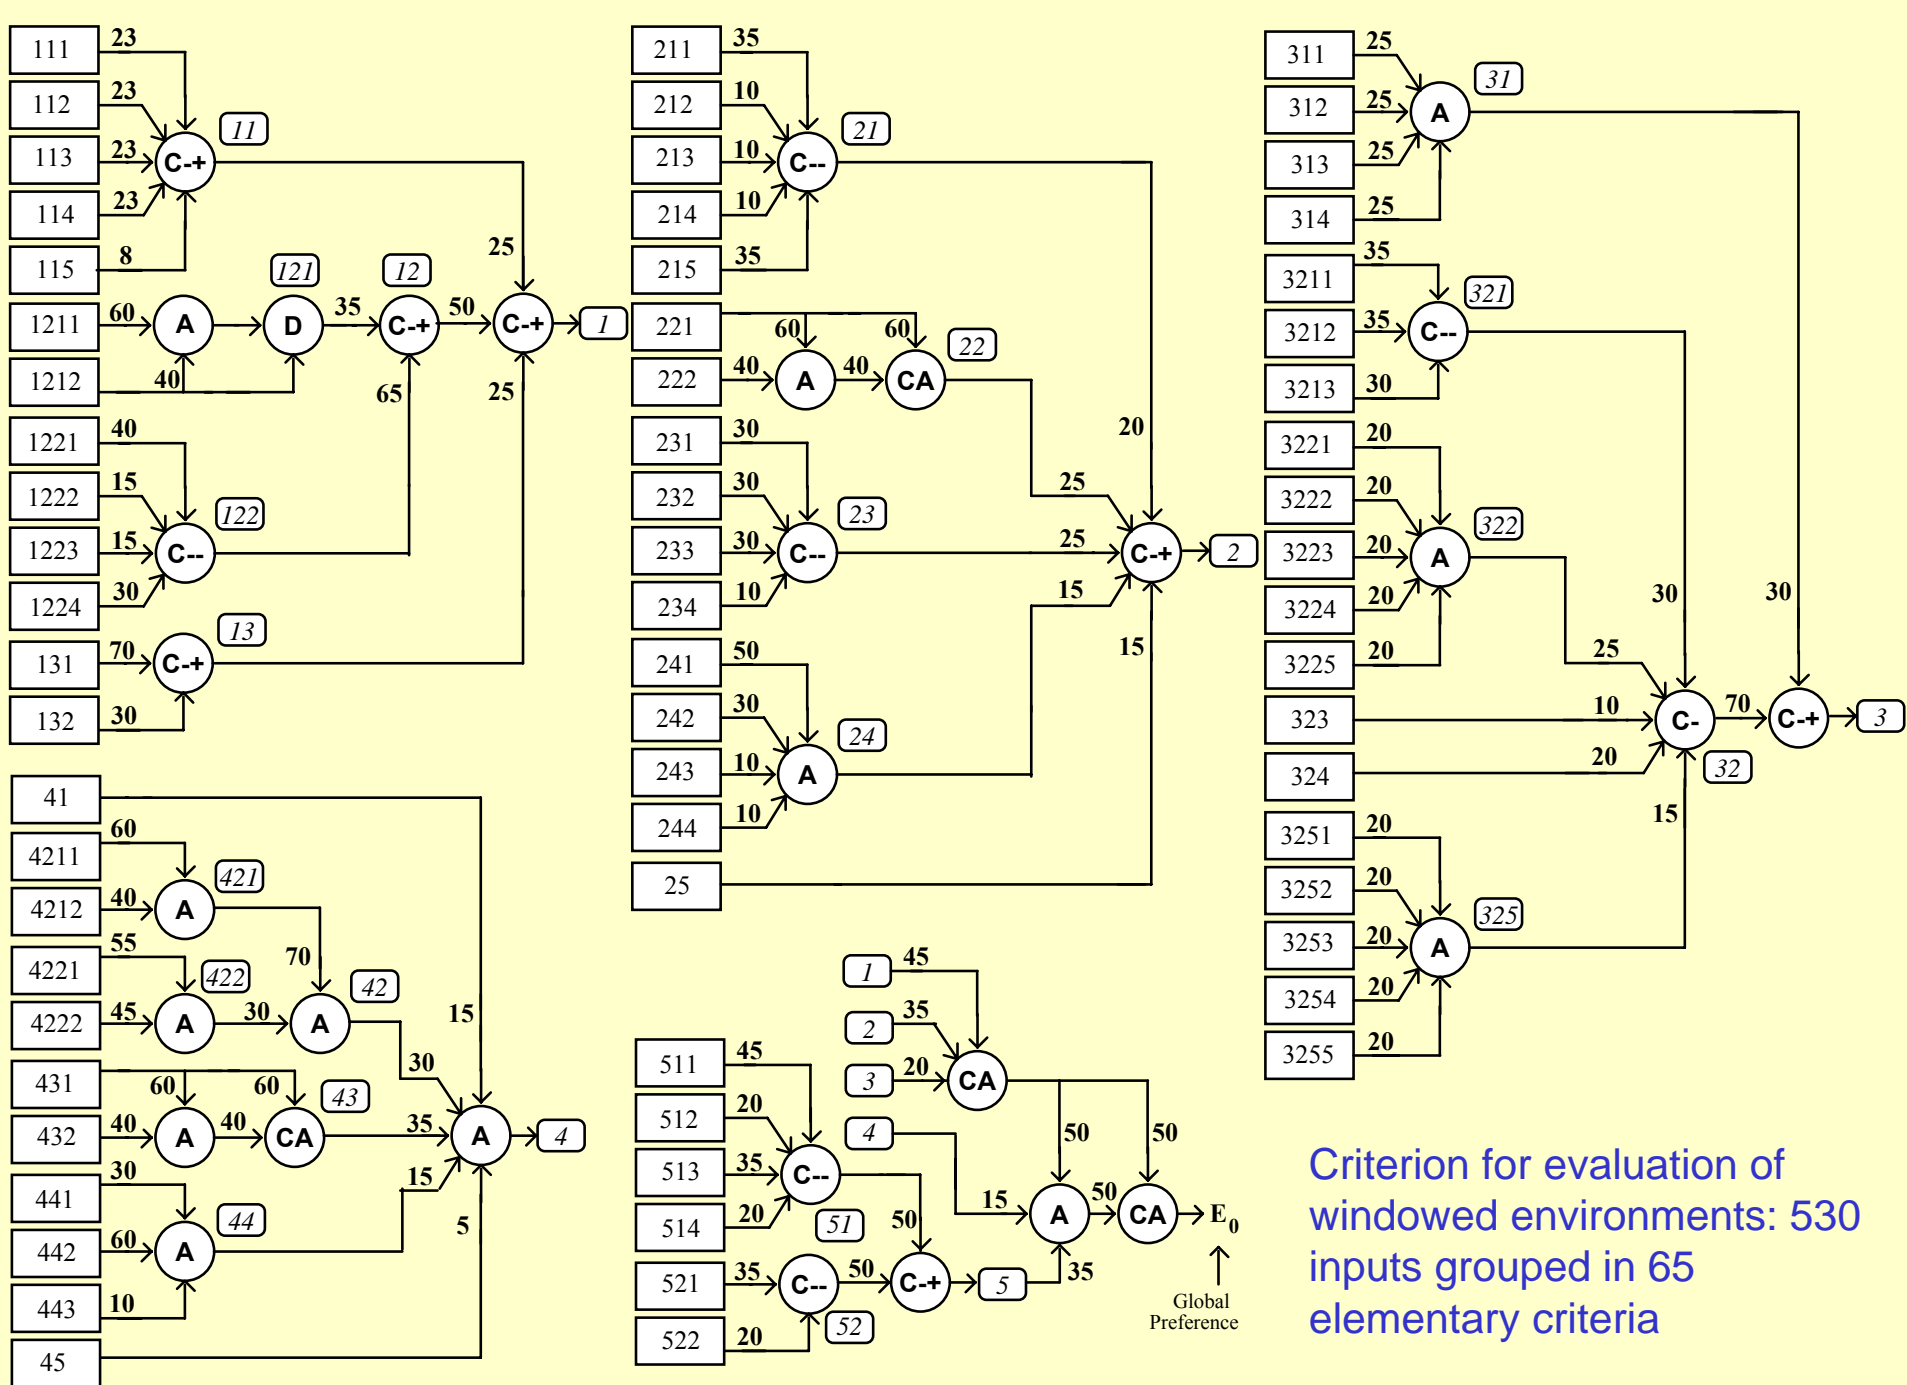 111 23
112 23
113 23
114 23
115 8
C-+ 11
25
1211 60
1212 40
A D 121 35 C-+ 12 50 C-+ 1
65
25
1221 40
1222 15
1223 15
1224 30
C-- 122
131 70
132 30
C-+ 13
211 35
212 10
213 10
214 10
215 35
C-- 21
20
221 60 60
222 40 A 40 CA 22
25
231 30
232 30
233 30
234 10
C-- 23
25
C-+ 2
241 50
242 30
243 10
244 10
A 24
15
25
15
311 25
312 25
313 25
314 25
A 31
30
3211 35
3212 35
3213 30
C-- 321
30
3221 20
3222 20
3223 20
3224 20
3225 20
A 322
25
323 10
324 20
C- 32 70 C-+ 3
3251 20
3252 20
3253 20
3254 20
3255 20
A 325
15
41
15
4211 60
4212 40
A 421
70
4221 55
4222 45
A 422 30 A 42
30
431 60 60
432 40 A 40 CA 43
35
A 4
441 30
442 60
443 10
A 44
15
45
5
1 45
2 35
3 20
CA
50 50
4 15
A 50 CA E0
511 45
512 20
513 35
514 20
C-- 51
50
521 35
522 20
C-- 52 50 C-+ 5 35
Global
Preference
Criterion for evaluation of
windowed environments: 530
inputs grouped in 65
elementary criteria